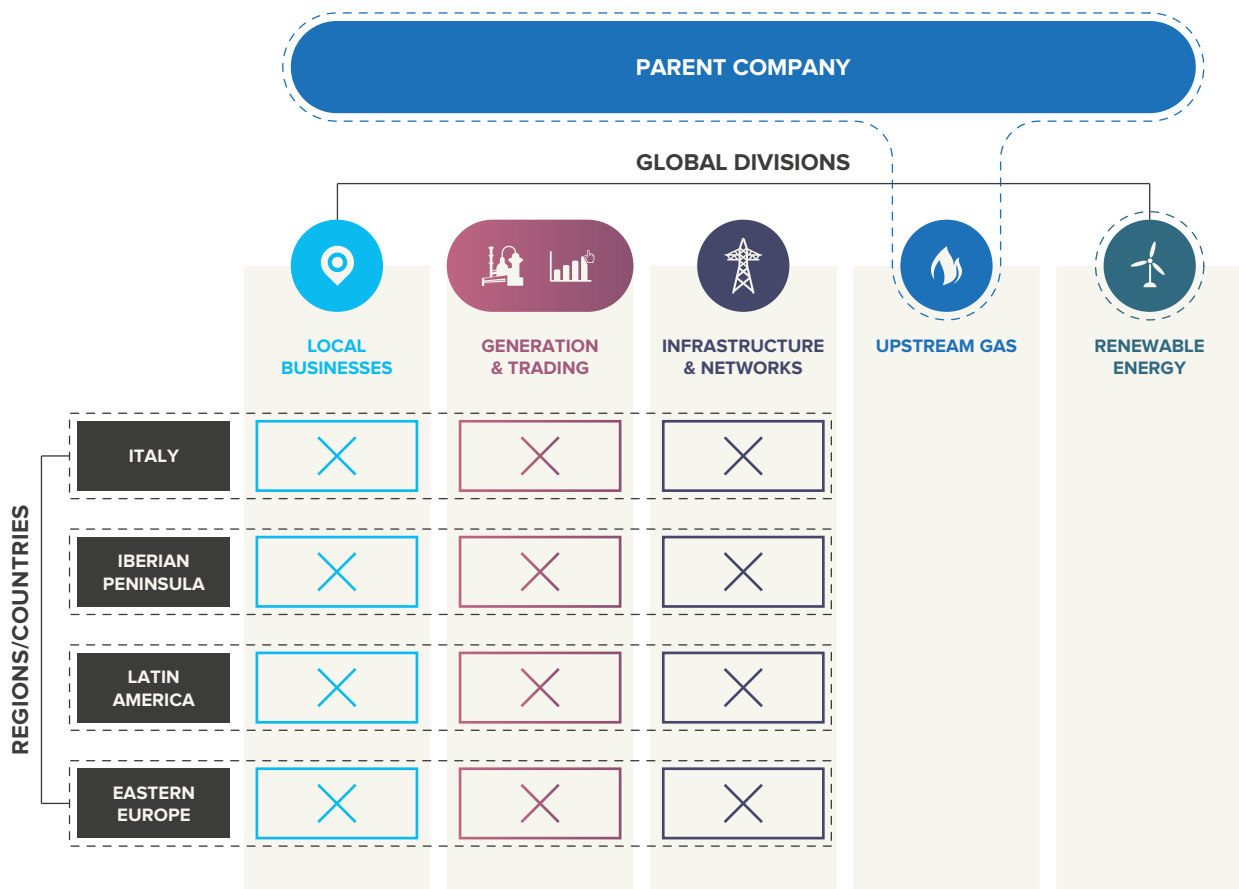 PARENT COMPANY
GLOBAL DIVISIONS
LOCAL
BUSINESSES
GENERATION
& TRADING
INFRASTRUCTURE
& NETWORKS
UPSTREAM GAS
RENEWABLE
ENERGY
REGIONS/COUNTRIES
ITALY
IBERIAN
PENINSULA
LATIN
AMERICA
EASTERN
EUROPE